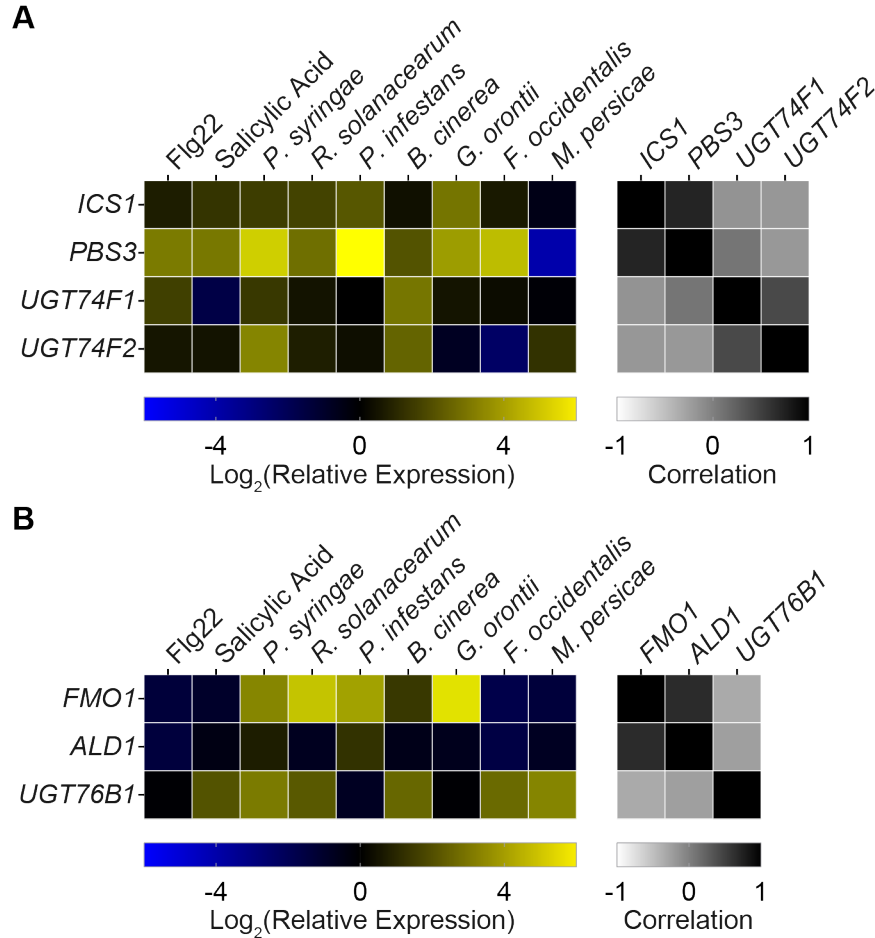 A
Flg22 Salicylic Acid P. syringae R. solanacearum P. infestans B. cinerea G. orontii F. occidentalis M. persicae ICS1 PBS3 UGT74F1 UGT74F2
ICS1
PBS3
UGT74F1
UGT74F2
-4 0 4 -1 0 1
Log2(Relative Expression) Correlation
B
Flg22 Salicylic Acid P. syringae R. solanacearum P. infestans B. cinerea G. orontii F. occidentalis M. persicae FMO1 ALD1 UGT76B1
FMO1
ALD1
UGT76B1
-4 0 4 -1 0 1
Log2(Relative Expression) Correlation